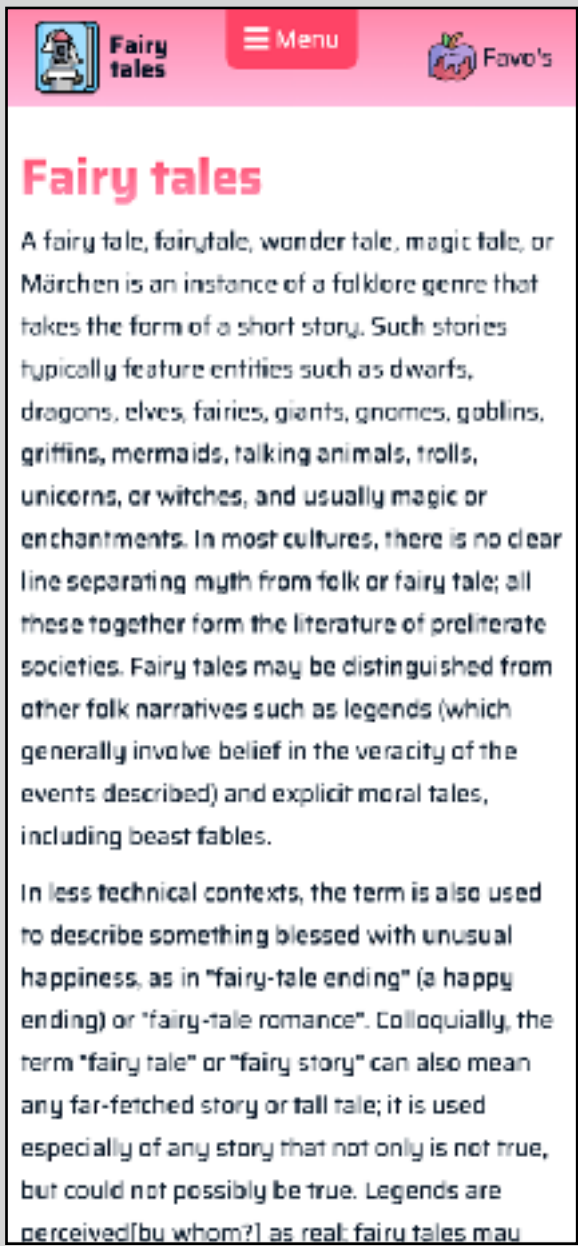 Fairy
tales
Menu
Favo's
Fairy tales
A fairy tale, fairytale, wonder tale, magic tale, or
Märchen is an instance of a folklore genre that
takes the form of a short story. Such stories
typically feature entities such as dwarfs,
dragons, elves, fairies, giants, gnomes, goblins,
griffins, mermaids, talking animals, trolls,
unicorns, or witches, and usually magic or
enchantments. In most cultures, there is no clear
line separating myth from folk or fairy tale; all
these together form the literature of preliterate
societies. Fairy tales may be distinguished from
other folk narratives such as legends (which
generally involve belief in the veracity of the
events described) and explicit moral tales,
including beast fables.
In less technical contexts, the term is also used
to describe something blessed with unusual
happiness, as in "fairy-tale ending" (a happy
ending) or "fairy-tale romance". Colloquially, the
term "fairy tale" or "fairy story" can also mean
any far-fetched story or tall tale; it is used
especially of any story that not only is not true,
but could not possibly be true. Legends are
perceived[by whom?] as real; fairy tales may